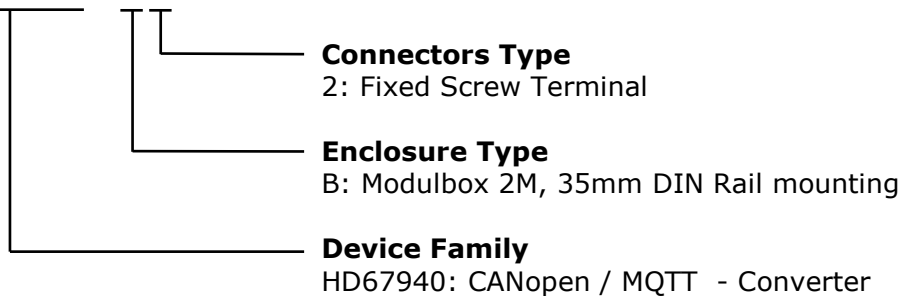 Connectors Type
2: Fixed Screw Terminal
Enclosure Type
B: Modulbox 2M, 35mm DIN Rail mounting
Device Family
HD67940: CANopen / MQTT - Converter